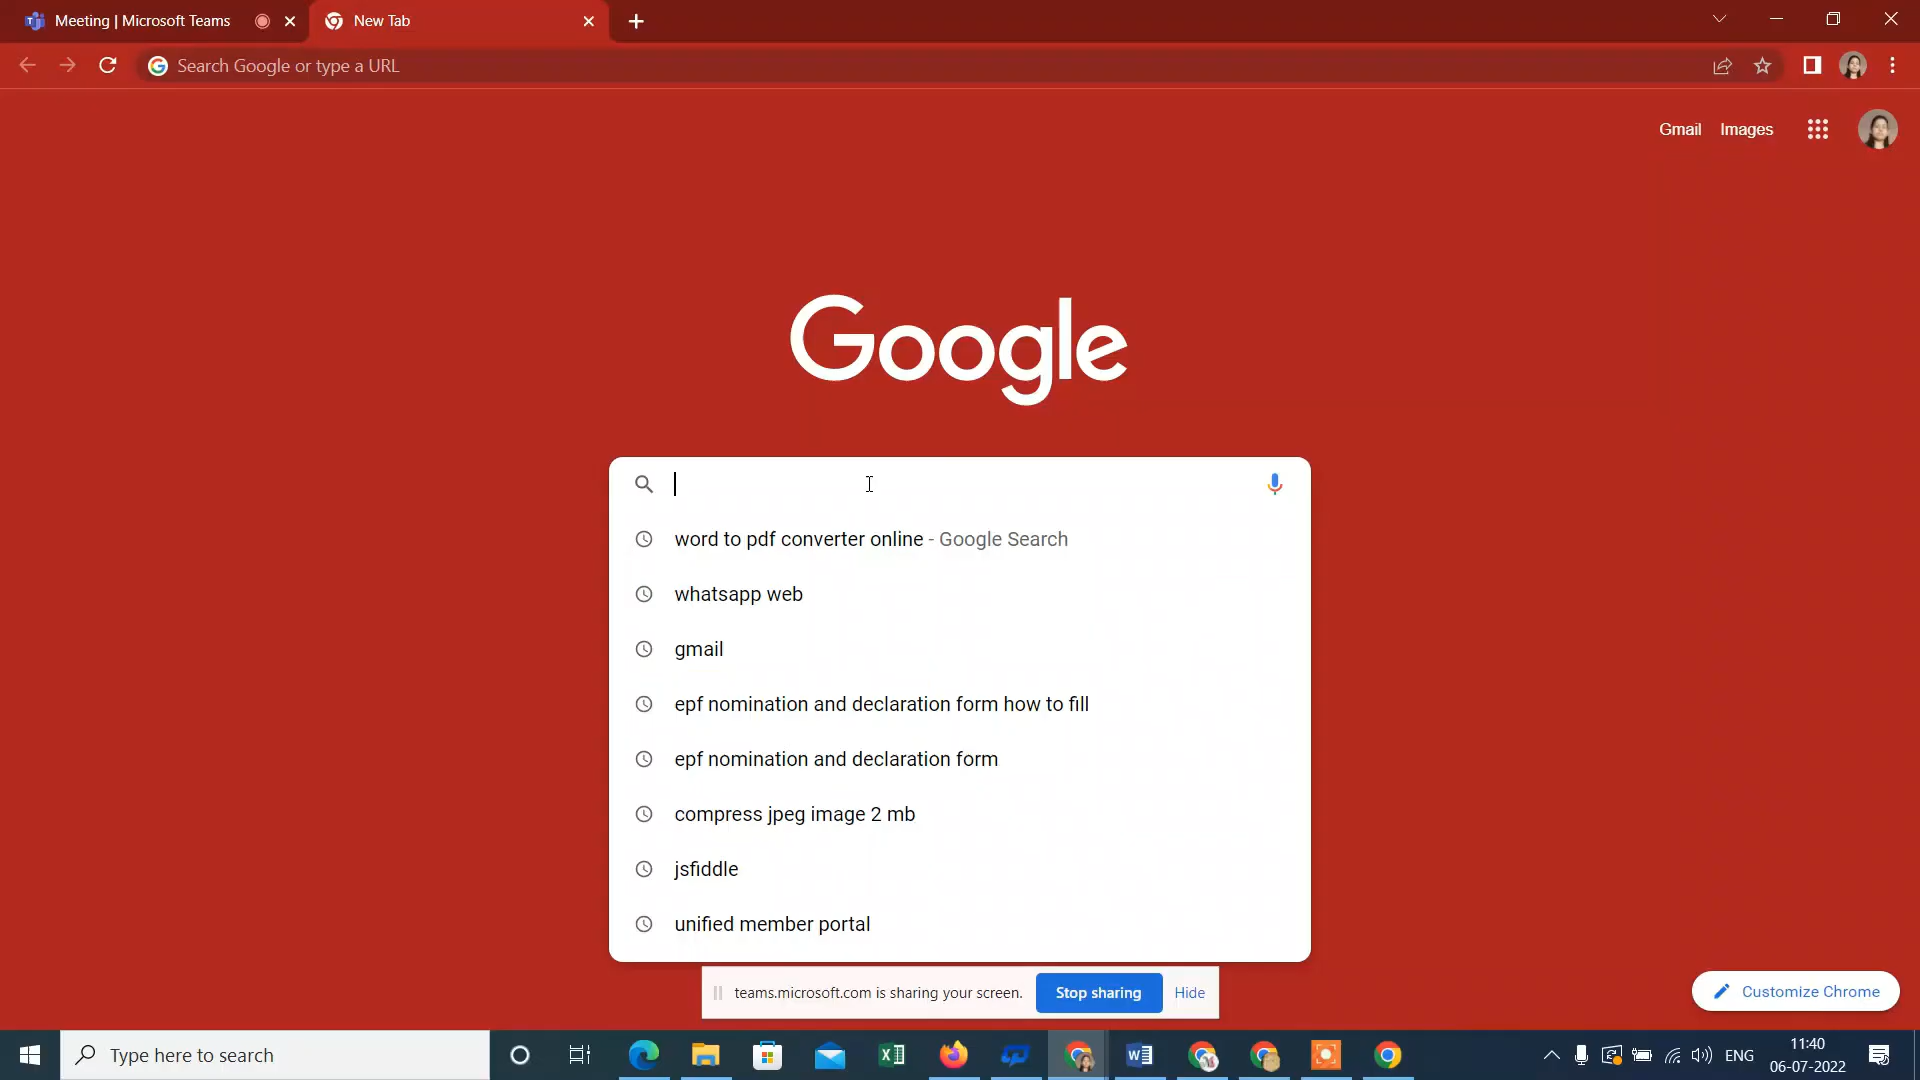 Meeting | Microsoft Teams
New Tab
Search Google or type a URL
Gmail
Images
Google
word to pdf converter online - Google Search
whatsapp web
gmail
epf nomination and declaration form how to fill
epf nomination and declaration form
compress jpeg image 2 mb
jsfiddle
unified member portal
teams.microsoft.com is sharing your screen.
Stop sharing
Hide
Customize Chrome
Type here to search
ENG
11:40
06-07-2022